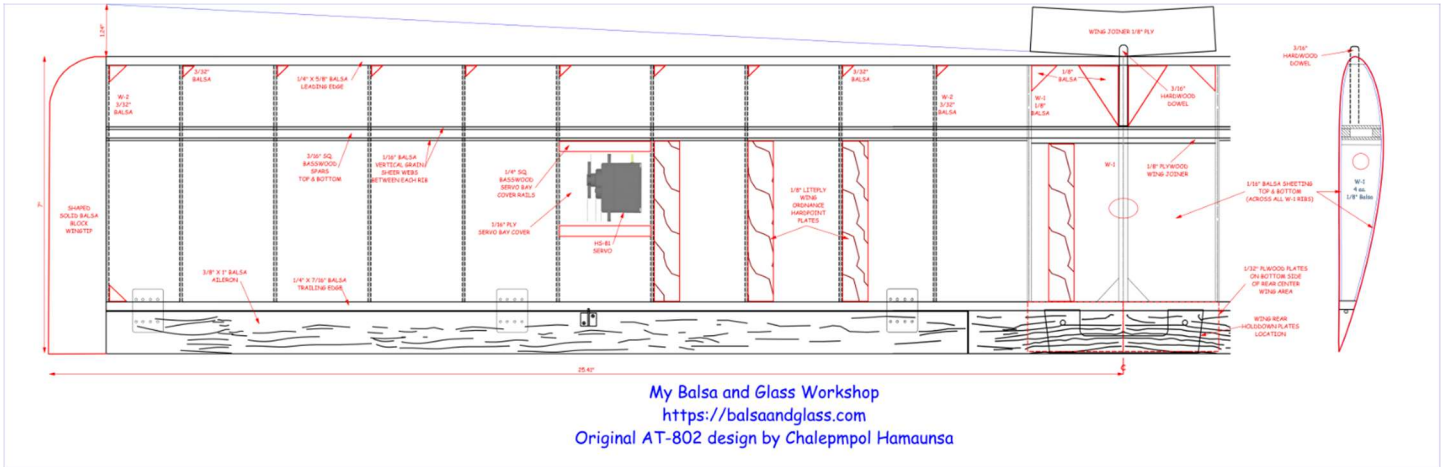 1.24"
WING JOINER 1/8" PLY
3/16"
HARDWOOD
DOWEL
3/32"
BALSA
1/4" X 5/8" BALSA
LEADING EDGE
3/32"
BALSA
1/8"
BALSA
3/16"
HARDWOOD
DOWEL
W-2
3/32"
BALSA
W-2
3/32"
BALSA
W-1
1/8"
BALSA
3/16" SQ.
BASSWOOD
SPARS
TOP & BOTTOM
1/16" BALSA
VERTICAL GRAIN
SHEER WEBS
BETWEEN EACH RIB
1/4" SQ.
BASSWOOD
SERVO BAY
COVER RAILS
W-1
1/8" PLYWOOD
WING JOINER
1/8" LITEPLY
WING
ORDNANCE
HARDPOINT
PLATES
1/16" BALSA SHEETING
TOP & BOTTOM
(ACROSS ALL W-1 RIBS)
W-1
4 ea.
1/8" Balsa
7"
SHAPED
SOLID BALSA
BLOCK
WINGTIP
1/16" PLY
SERVO BAY COVER
HS-81
SERVO
3/8" X 1" BALSA
AILERON
1/4" X 7/16" BALSA
TRAILING EDGE
1/32" PLWOOD PLATES
ON BOTTOM SIDE
OF REAR CENTER
WING AREA
WING REAR
HOLDDOWN PLATES
LOCATION
My Balsa and Glass Workshop
https://balsaandglass.com
Original AT-802 design by Chalepmpol Hamaunsa